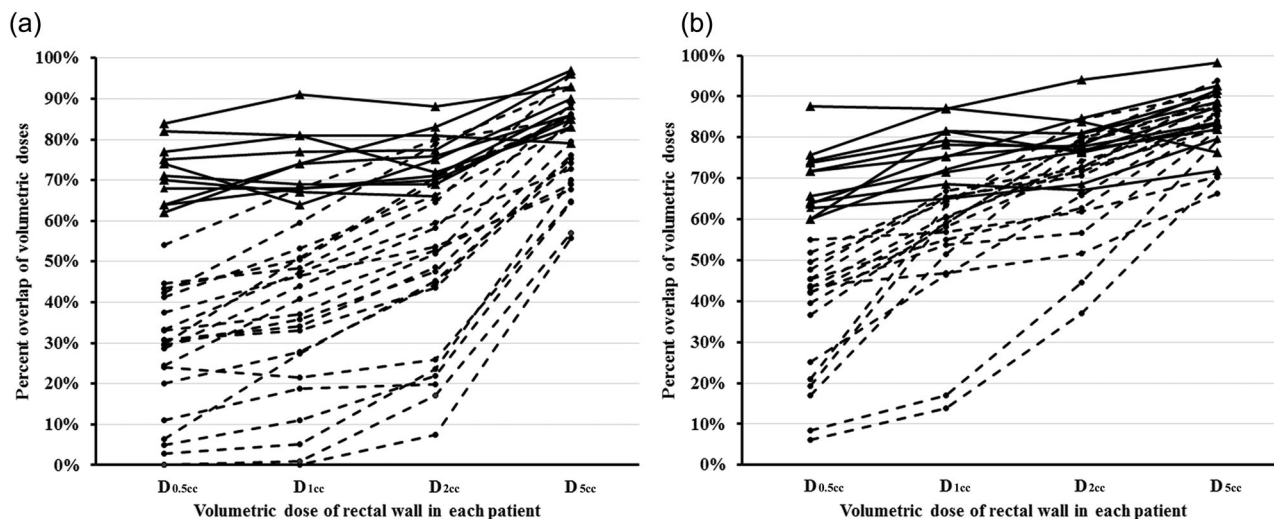 (a)
100%
90%
80%
70%
60%
50%
40%
30%
20%
10%
0%
Percent overlap of volumetric doses
D0.5cc D1cc D2cc D5cc
Volumetric dose of rectal wall in each patient
(b)
100%
90%
80%
70%
60%
50%
40%
30%
20%
10%
0%
Percent overlap of volumetric doses
D0.5cc D1cc D2cc D5cc
Volumetric dose of rectal wall in each patient